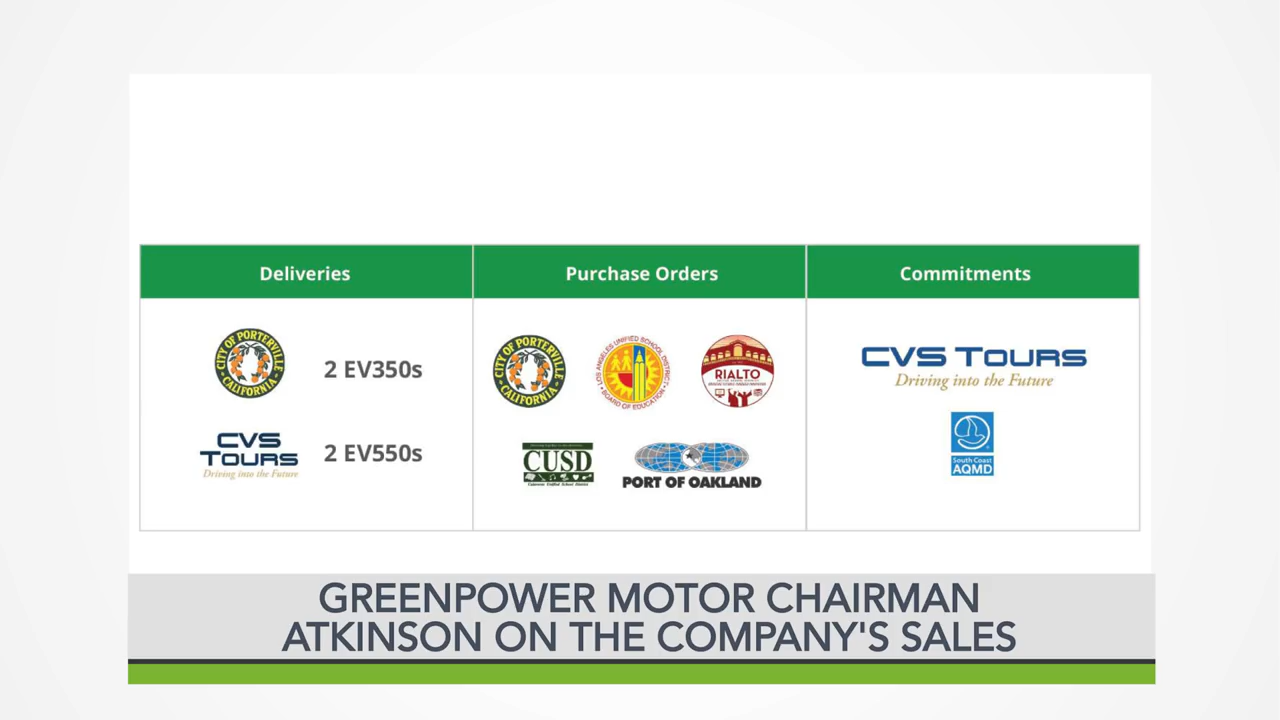 Deliveries
Purchase Orders
Commitments
CITY OF PORTERVILLE
CALIFORNIA
2 EV350s
CVS
TOURS
Driving into the Future
2 EV550s
CITY OF PORTERVILLE
CALIFORNIA
LOS ANGELES UNIFIED SCHOOL DISTRICT
BOARD OF EDUCATION
RIALTO
CUSD
PORT OF OAKLAND
CVS TOURS
Driving into the Future
South Coast
AQMD
GREENPOWER MOTOR CHAIRMAN
ATKINSON ON THE COMPANY'S SALES